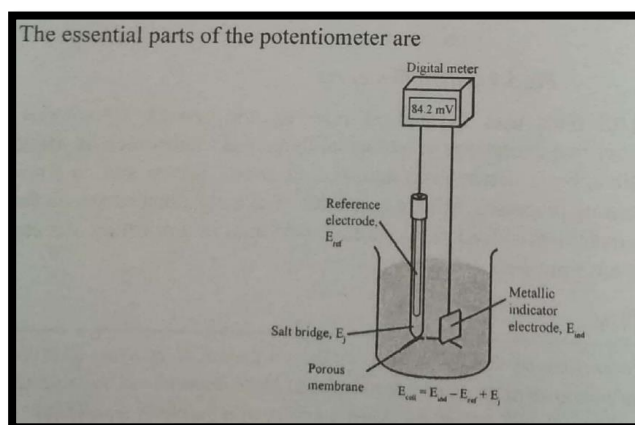 The essential parts of the potentiometer are
Digital meter
84.2 mV
Reference
electrode,
E_ref
Metallic
indicator
electrode, E_ind
Salt bridge, E_j
Porous
membrane
E_cell = E_ind – E_ref + E_j